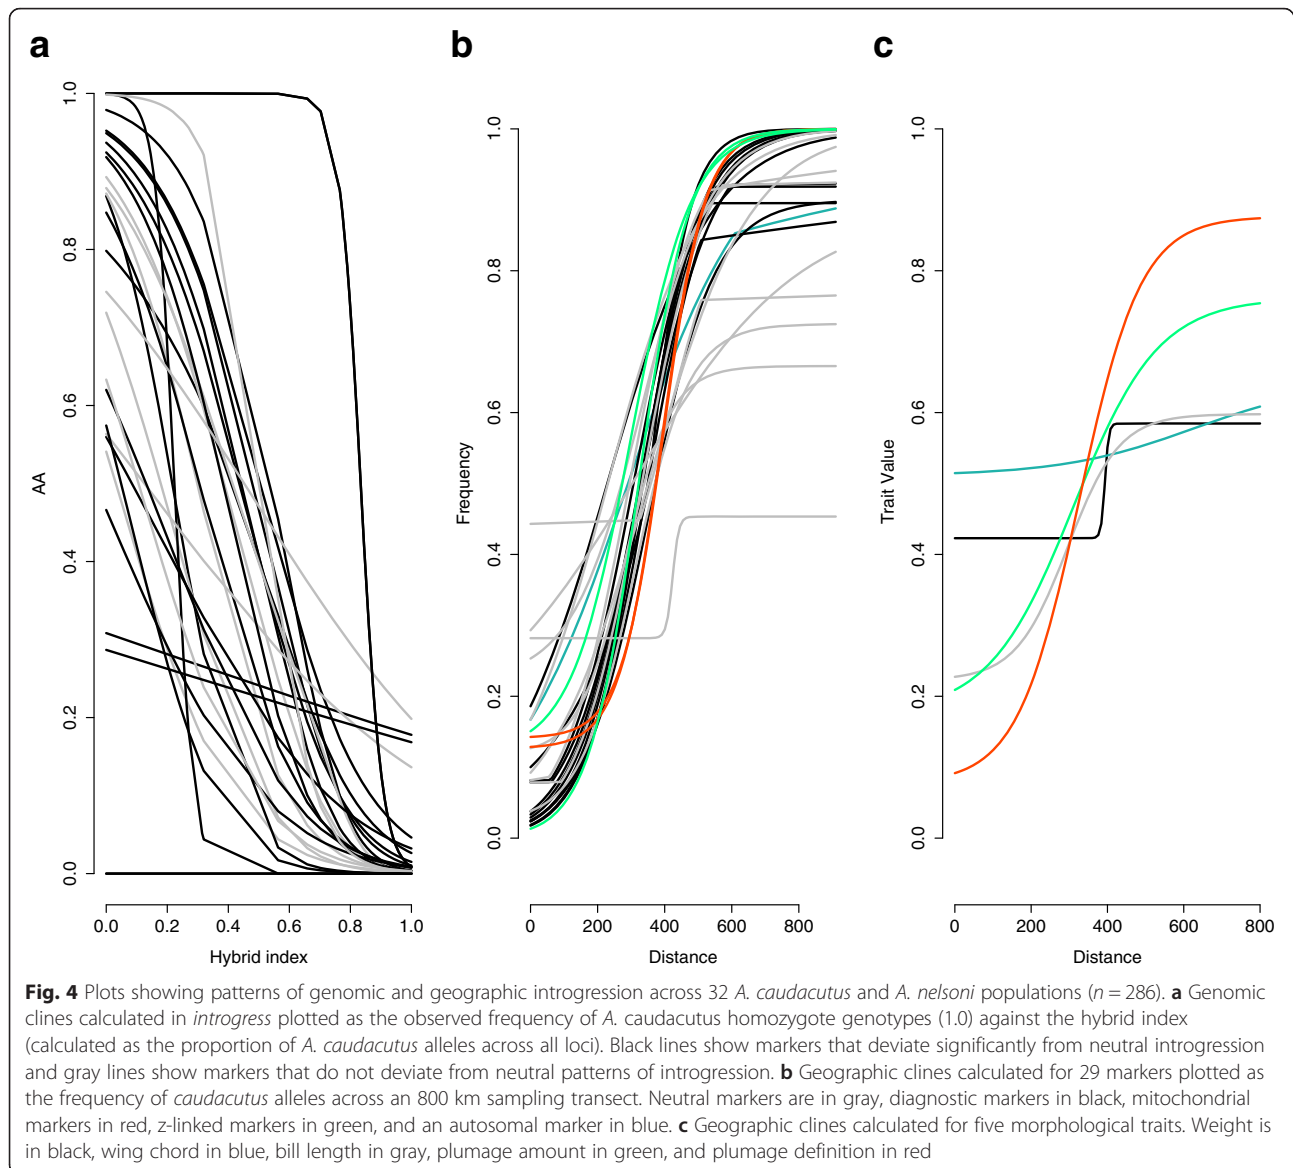 a
b
c
1.0
0.8
0.6
0.4
0.2
0.0
AA
0.0 0.2 0.4 0.6 0.8 1.0
Hybrid index
1.0
0.8
0.6
0.4
0.2
0.0
Frequency
0 200 400 600 800
Distance
1.0
0.8
0.6
0.4
0.2
0.0
Trait Value
0 200 400 600 800
Distance
Fig. 4 Plots showing patterns of genomic and geographic introgression across 32 A. caudacutus and A. nelsoni populations (n = 286). a Genomic
clines calculated in introgress plotted as the observed frequency of A. caudacutus homozygote genotypes (1.0) against the hybrid index
(calculated as the proportion of A. caudacutus alleles across all loci). Black lines show markers that deviate significantly from neutral introgression
and gray lines show markers that do not deviate from neutral patterns of introgression. b Geographic clines calculated for 29 markers plotted as
the frequency of caudacutus alleles across an 800 km sampling transect. Neutral markers are in gray, diagnostic markers in black, mitochondrial
markers in red, z-linked markers in green, and an autosomal marker in blue. c Geographic clines calculated for five morphological traits. Weight is
in black, wing chord in blue, bill length in gray, plumage amount in green, and plumage definition in red